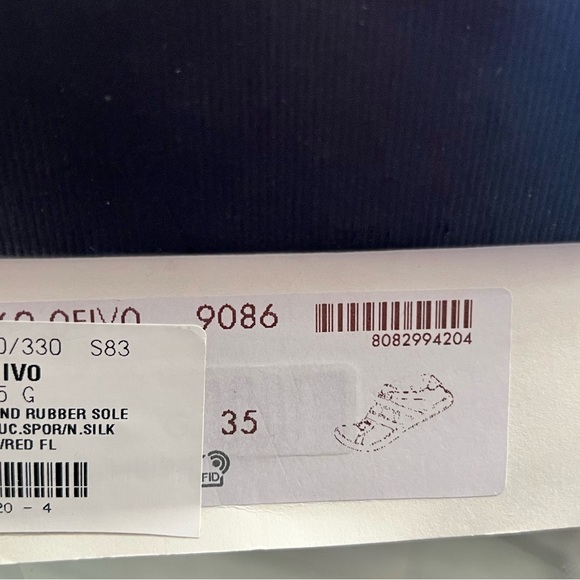 9086
8082994204
0/330 S83
IVO
5 G
35
ND RUBBER SOLE
UC.SPOR/N.SILK
/RED FL
FID
20 - 4